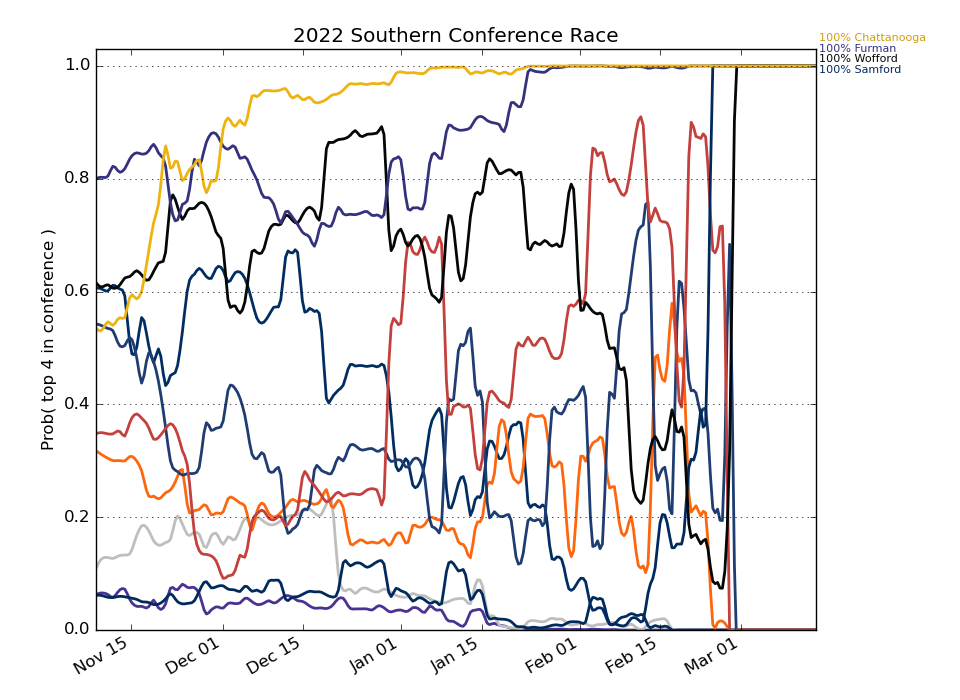 2022 Southern Conference Race
100% Chattanooga
100% Furman
100% Wofford
100% Samford
Prob( top 4 in conference )
1.0
0.8
0.6
0.4
0.2
0.0
Nov 15
Dec 01
Dec 15
Jan 01
Jan 15
Feb 01
Feb 15
Mar 01